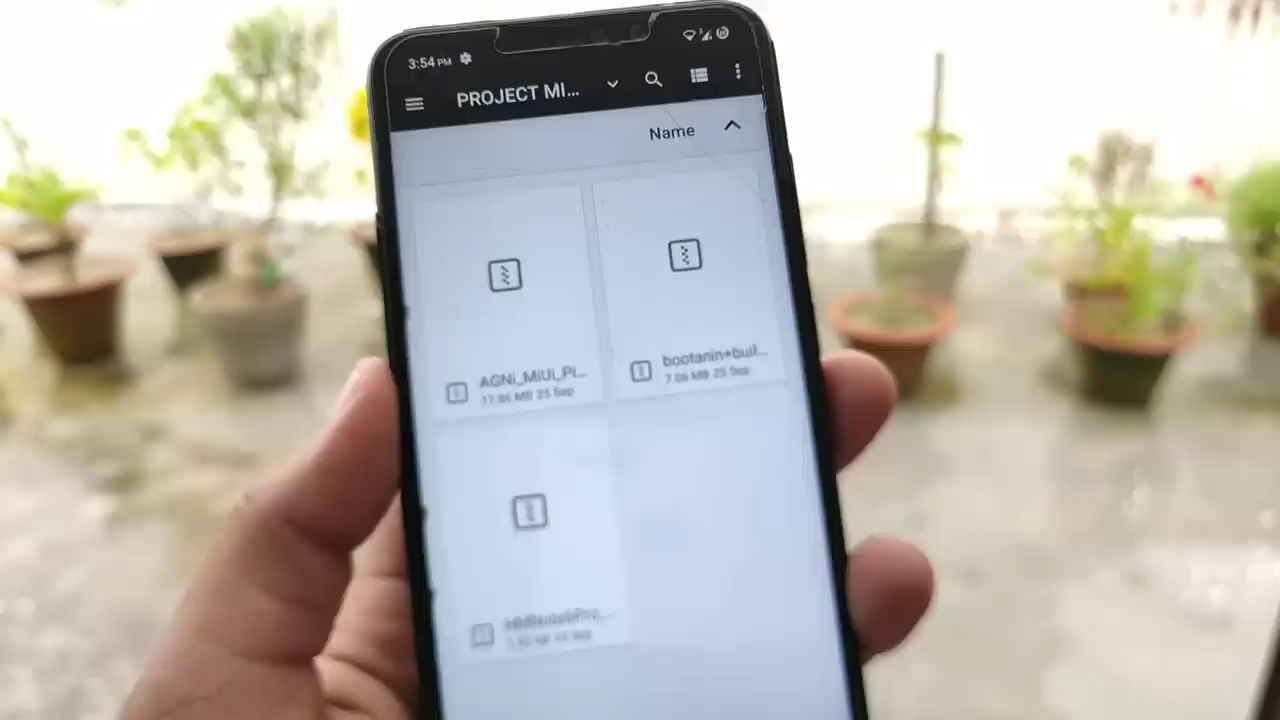 3:54 PM
PROJECT MI...
Name
AGNi_MIUI_Pi...
17.86 MB 25 Sep
bootanin+buil...
7.06 MB 25 Sep